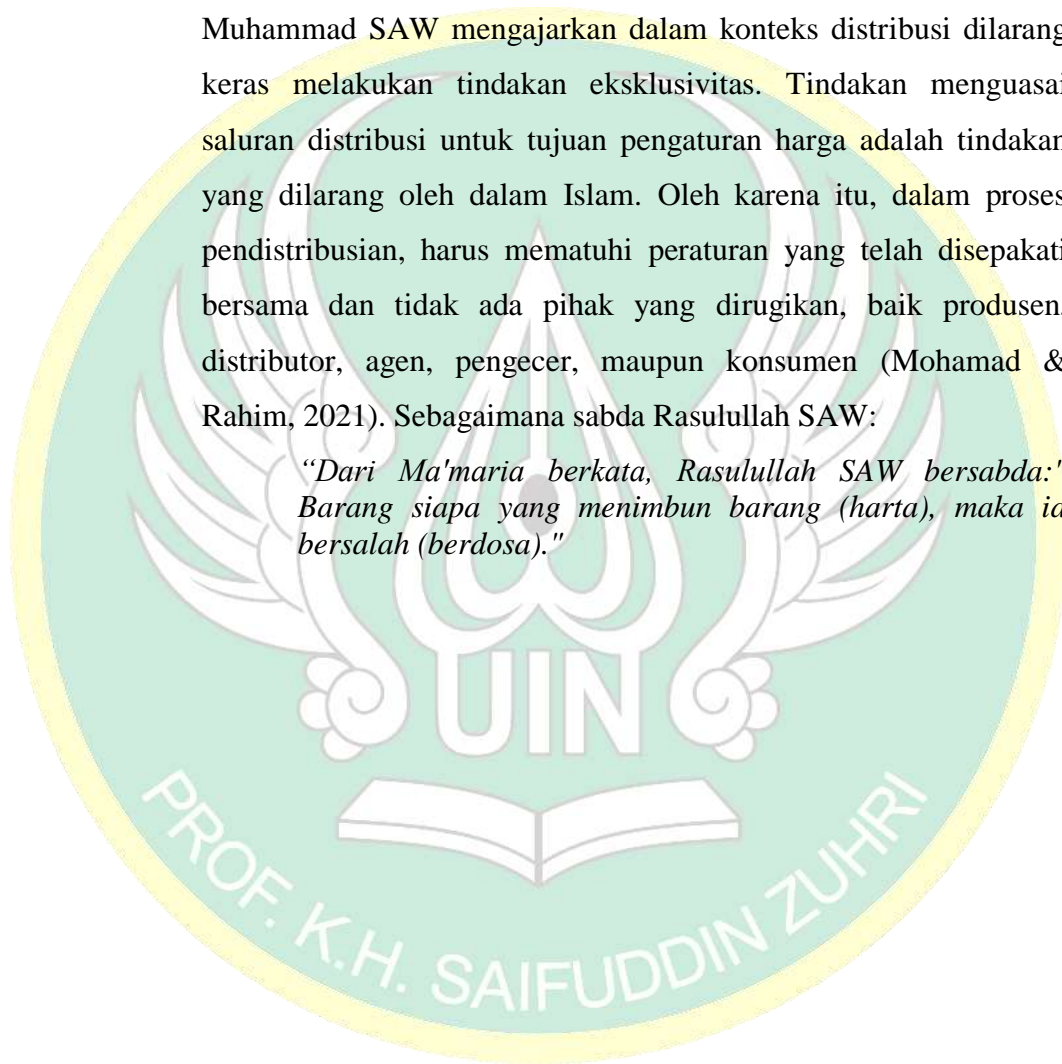 Muhammad SAW mengajarkan dalam konteks distribusi dilarang
keras melakukan tindakan eksklusivitas. Tindakan menguasai
saluran distribusi untuk tujuan pengaturan harga adalah tindakan
yang dilarang oleh dalam Islam. Oleh karena itu, dalam proses
pendistribusian, harus mematuhi peraturan yang telah disepakati
bersama dan tidak ada pihak yang dirugikan, baik produsen,
distributor, agen, pengecer, maupun konsumen (Mohamad &
Rahim, 2021). Sebagaimana sabda Rasulullah SAW:
“Dari Ma'maria berkata, Rasulullah SAW bersabda:"
Barang siapa yang menimbun barang (harta), maka ia
bersalah (berdosa)."
UIN
PROF. K.H. SAIFUDDIN ZUHRI